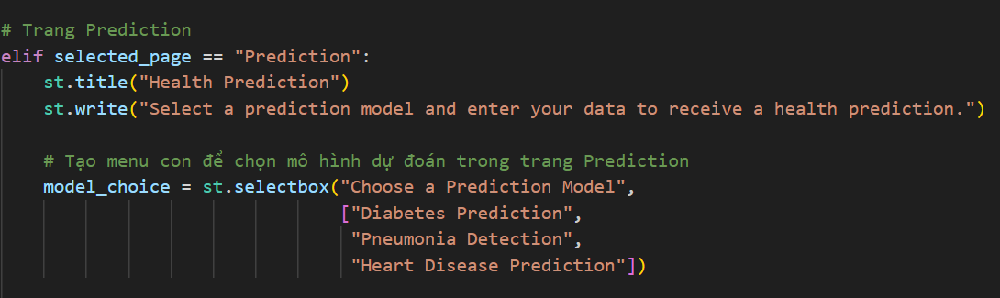 # Trang Prediction
elif selected_page == "Prediction":
    st.title("Health Prediction")
    st.write("Select a prediction model and enter your data to receive a health prediction.")

    # Tạo menu con để chọn mô hình dự đoán trong trang Prediction
    model_choice = st.selectbox("Choose a Prediction Model",
                                ["Diabetes Prediction",
                                 "Pneumonia Detection",
                                 "Heart Disease Prediction"])